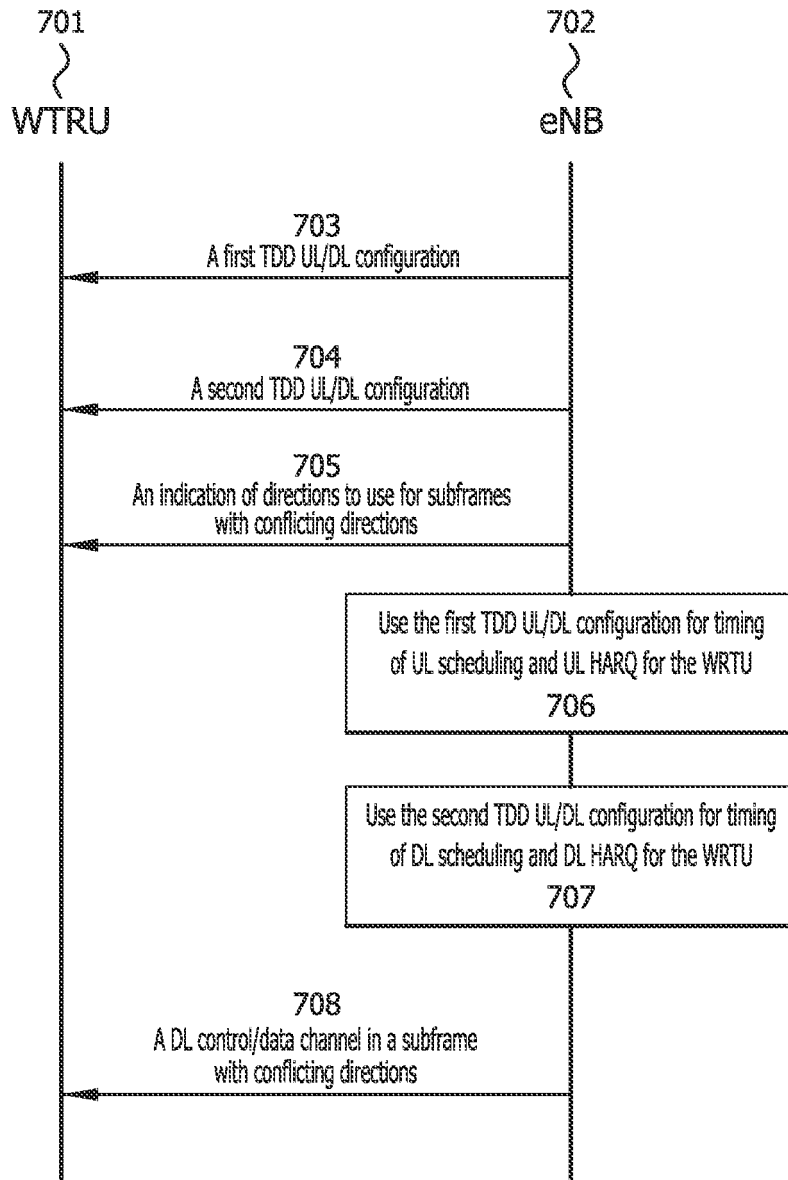 701
702
WTRU
eNB
703
A first TDD UL/DL configuration
704
A second TDD UL/DL configuration
705
An indication of directions to use for subframes
with conflicting directions
Use the first TDD UL/DL configuration for timing
of UL scheduling and UL HARQ for the WRTU
706
Use the second TDD UL/DL configuration for timing
of DL scheduling and DL HARQ for the WRTU
707
708
A DL control/data channel in a subframe
with conflicting directions